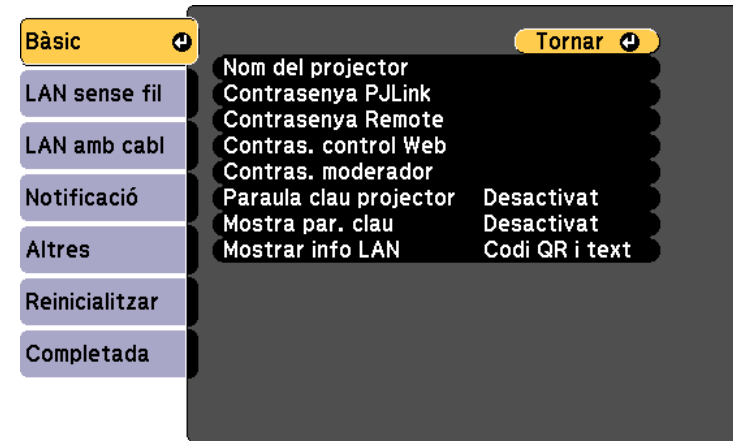 Bàsic
LAN sense fil
LAN amb cabl
Notificació
Altres
Reinicialitzar
Completada
Tornar
Nom del projector
Contrasenya PJLink
Contrasenya Remote
Contras. control Web
Contras. moderador
Paraula clau projector Desactivat
Mostra par. clau Desactivat
Mostrar info LAN Codi QR i text